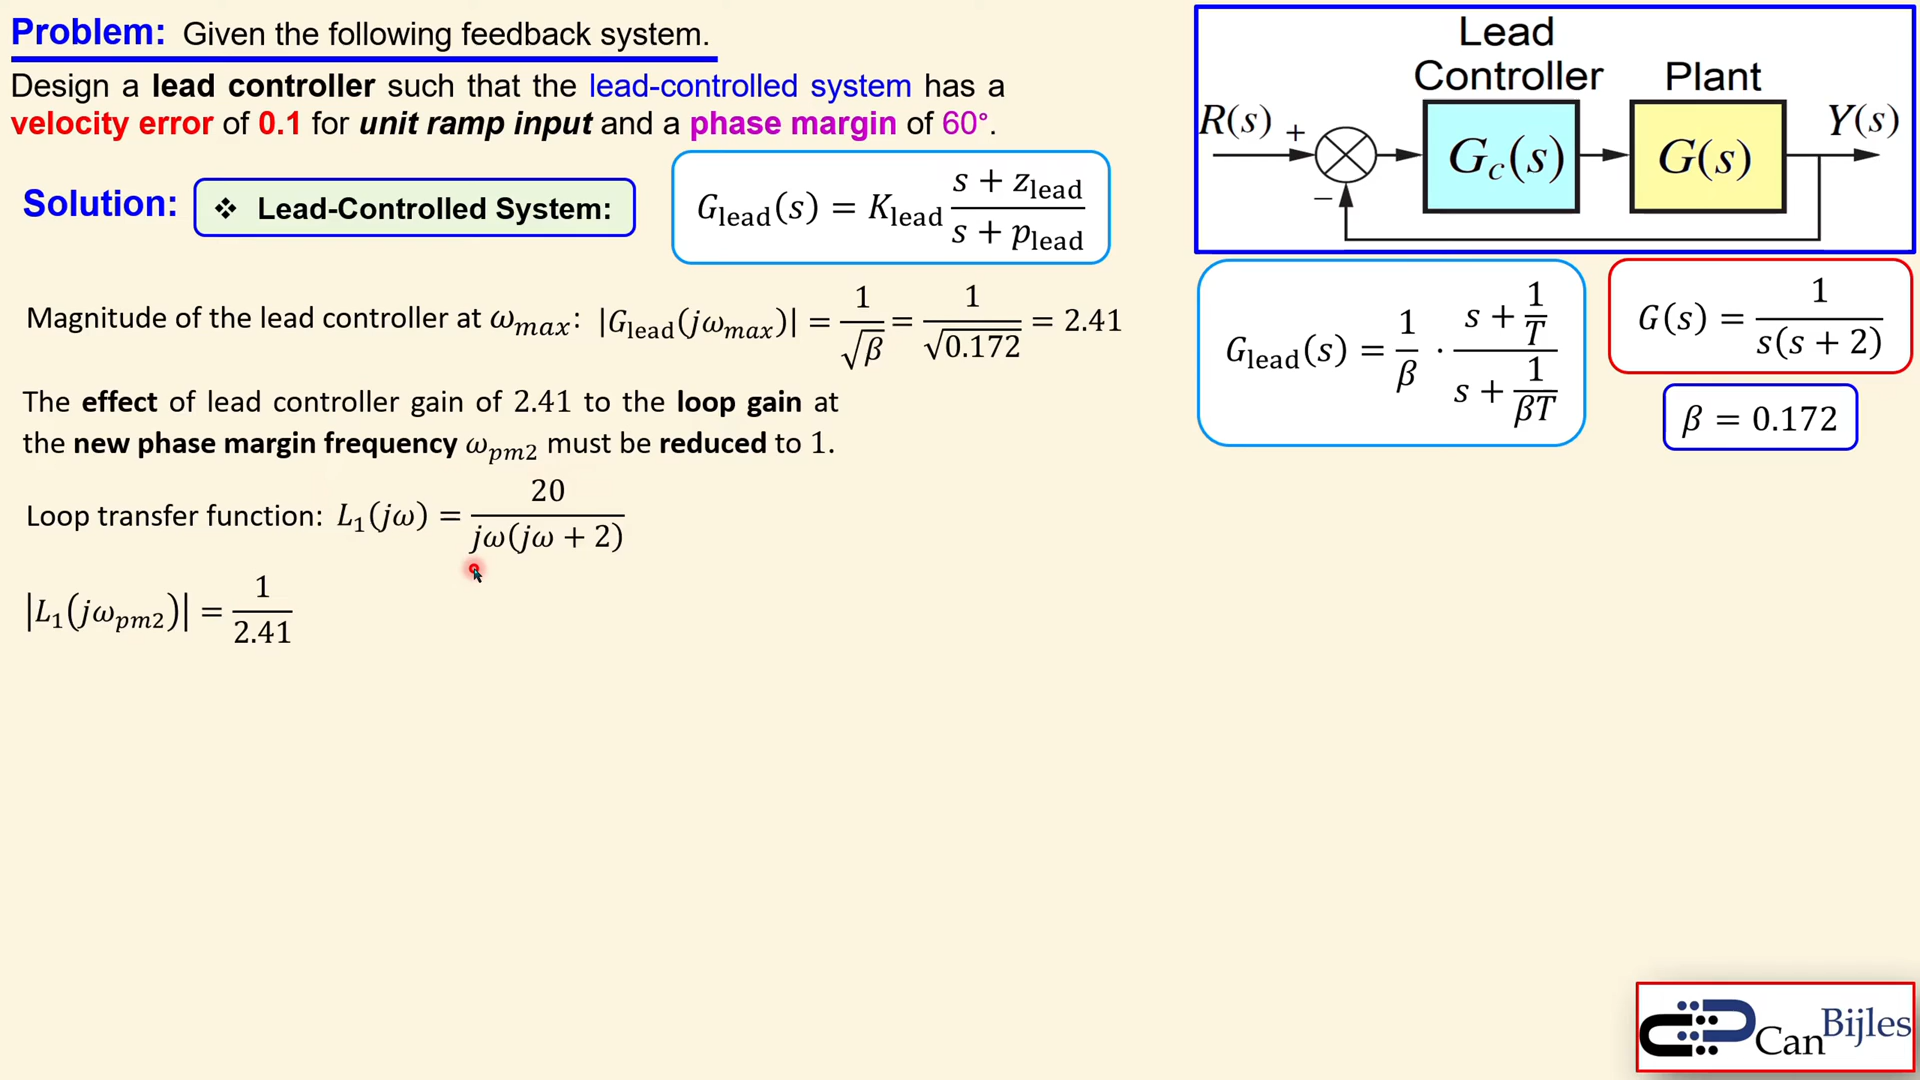 Problem: Given the following feedback system.
Design a lead controller such that the lead-controlled system has a
velocity error of 0.1 for unit ramp input and a phase margin of 60°.
Solution: ❖ Lead-Controlled System:
G_lead(s) = K_lead (s + z_lead)/(s + p_lead)
Lead Controller
Plant
R(s) + − G_c(s) G(s) Y(s)
Magnitude of the lead controller at ω_max: |G_lead(jω_max)| = 1/√β = 1/√0.172 = 2.41
G_lead(s) = 1/β · (s + 1/T)/(s + 1/βT)
G(s) = 1/(s(s + 2))
β = 0.172
The effect of lead controller gain of 2.41 to the loop gain at
the new phase margin frequency ω_pm2 must be reduced to 1.
Loop transfer function: L₁(jω) = 20/(jω(jω + 2))
|L₁(jω_pm2)| = 1/2.41
Can Bijles